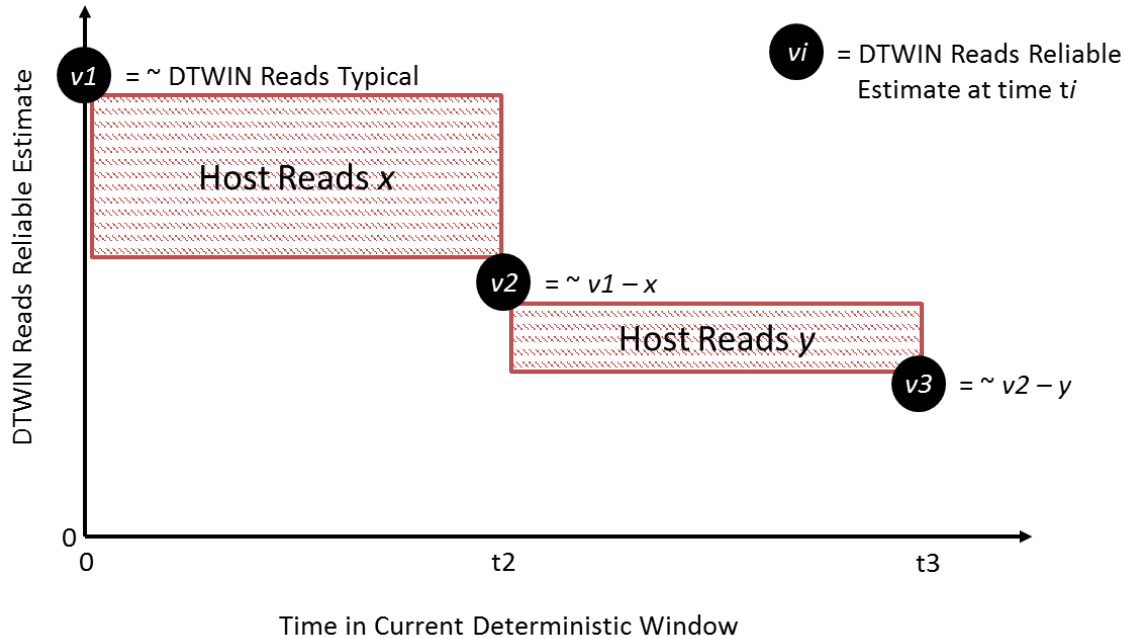 v1 = ~ DTWIN Reads Typical
vi = DTWIN Reads Reliable
Estimate at time ti
DTWIN Reads Reliable Estimate
Host Reads x
v2 = ~ v1 – x
Host Reads y
v3 = ~ v2 – y
0
0 t2 t3
Time in Current Deterministic Window